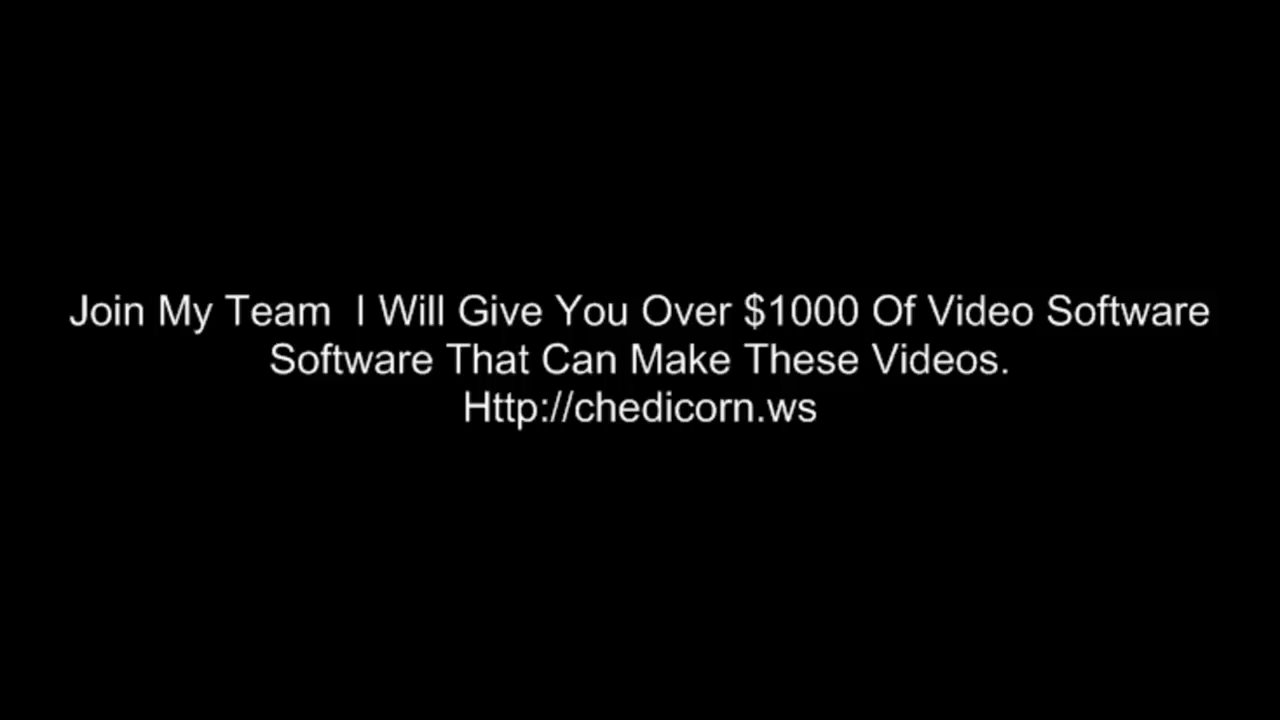 Join My Team  I Will Give You Over $1000 Of Video Software
Software That Can Make These Videos.
Http://chedicorn.ws